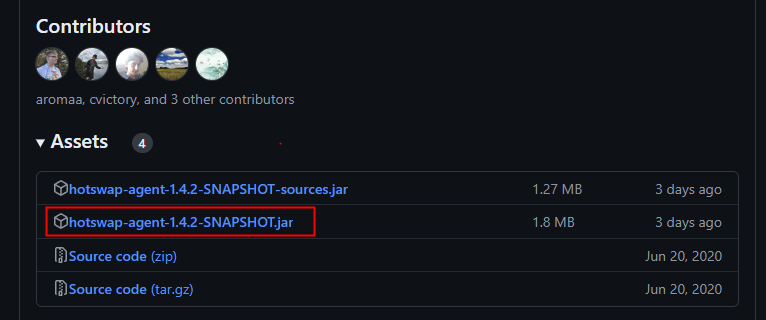 Contributors
aromaa, cvictory, and 3 other contributors
Assets 4
hotswap-agent-1.4.2-SNAPSHOT-sources.jar 1.27 MB 3 days ago
hotswap-agent-1.4.2-SNAPSHOT.jar 1.8 MB 3 days ago
Source code (zip) Jun 20, 2020
Source code (tar.gz) Jun 20, 2020